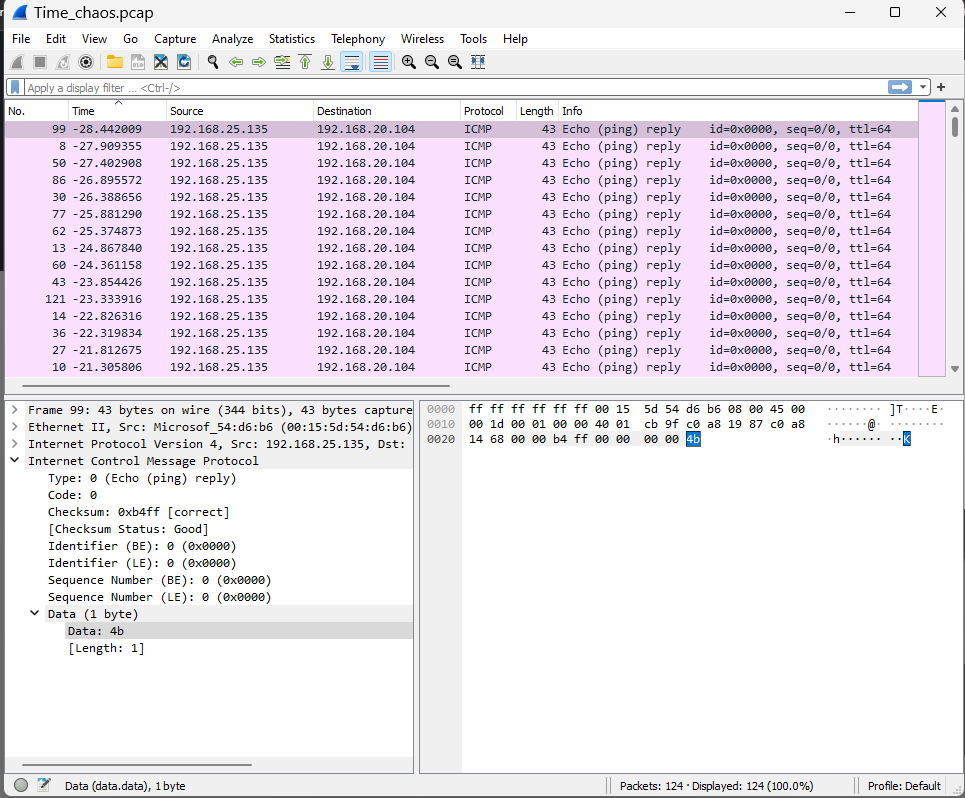 Time_chaos.pcap
File Edit View Go Capture Analyze Statistics Telephony Wireless Tools Help
Apply a display filter ... <Ctrl-/>
No. Time Source Destination Protocol Length Info
99 -28.442009 192.168.25.135 192.168.20.104 ICMP 43 Echo (ping) reply id=0x0000, seq=0/0, ttl=64
8 -27.909355 192.168.25.135 192.168.20.104 ICMP 43 Echo (ping) reply id=0x0000, seq=0/0, ttl=64
50 -27.402908 192.168.25.135 192.168.20.104 ICMP 43 Echo (ping) reply id=0x0000, seq=0/0, ttl=64
86 -26.895572 192.168.25.135 192.168.20.104 ICMP 43 Echo (ping) reply id=0x0000, seq=0/0, ttl=64
30 -26.388656 192.168.25.135 192.168.20.104 ICMP 43 Echo (ping) reply id=0x0000, seq=0/0, ttl=64
77 -25.881290 192.168.25.135 192.168.20.104 ICMP 43 Echo (ping) reply id=0x0000, seq=0/0, ttl=64
62 -25.374873 192.168.25.135 192.168.20.104 ICMP 43 Echo (ping) reply id=0x0000, seq=0/0, ttl=64
13 -24.867840 192.168.25.135 192.168.20.104 ICMP 43 Echo (ping) reply id=0x0000, seq=0/0, ttl=64
60 -24.361158 192.168.25.135 192.168.20.104 ICMP 43 Echo (ping) reply id=0x0000, seq=0/0, ttl=64
43 -23.854426 192.168.25.135 192.168.20.104 ICMP 43 Echo (ping) reply id=0x0000, seq=0/0, ttl=64
121 -23.333916 192.168.25.135 192.168.20.104 ICMP 43 Echo (ping) reply id=0x0000, seq=0/0, ttl=64
14 -22.826316 192.168.25.135 192.168.20.104 ICMP 43 Echo (ping) reply id=0x0000, seq=0/0, ttl=64
36 -22.319834 192.168.25.135 192.168.20.104 ICMP 43 Echo (ping) reply id=0x0000, seq=0/0, ttl=64
27 -21.812675 192.168.25.135 192.168.20.104 ICMP 43 Echo (ping) reply id=0x0000, seq=0/0, ttl=64
10 -21.305806 192.168.25.135 192.168.20.104 ICMP 43 Echo (ping) reply id=0x0000, seq=0/0, ttl=64
Frame 99: 43 bytes on wire (344 bits), 43 bytes capture
Ethernet II, Src: Microsof_54:d6:b6 (00:15:5d:54:d6:b6)
Internet Protocol Version 4, Src: 192.168.25.135, Dst:
Internet Control Message Protocol
Type: 0 (Echo (ping) reply)
Code: 0
Checksum: 0xb4ff [correct]
[Checksum Status: Good]
Identifier (BE): 0 (0x0000)
Identifier (LE): 0 (0x0000)
Sequence Number (BE): 0 (0x0000)
Sequence Number (LE): 0 (0x0000)
Data (1 byte)
Data: 4b
[Length: 1]
0000 ff ff ff ff ff ff 00 15 5d 54 d6 b6 08 00 45 00 ········ ]T····E·
0010 00 1d 00 01 00 00 40 01 cb 9f c0 a8 19 87 c0 a8 ······@· ········
0020 14 68 00 00 b4 ff 00 00 00 00 4b ·h······ ··K
Data (data.data), 1 byte
Packets: 124 · Displayed: 124 (100.0%)
Profile: Default